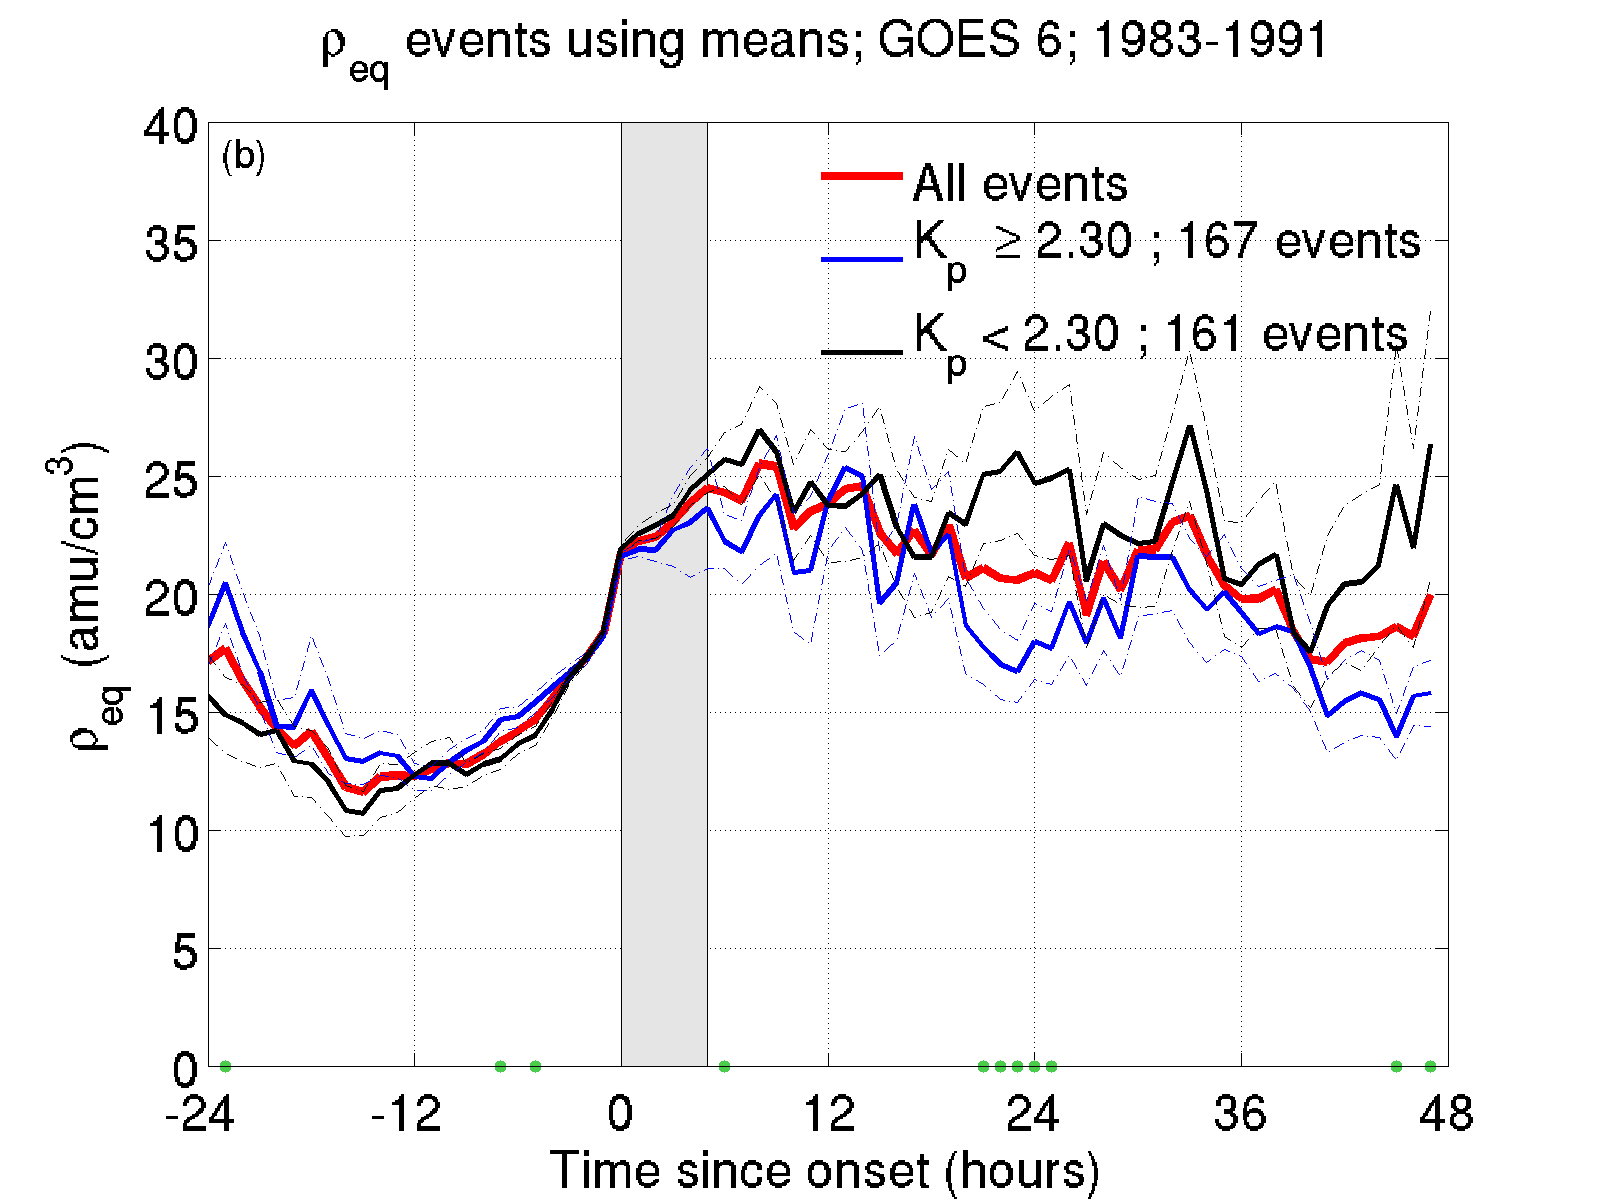 ρeq events using means; GOES 6; 1983-1991
(b)
All events
Kp ≥ 2.30 ; 167 events
Kp < 2.30 ; 161 events
ρeq (amu/cm3)
40
35
30
25
20
15
10
5
0
-24 -12 0 12 24 36 48
Time since onset (hours)